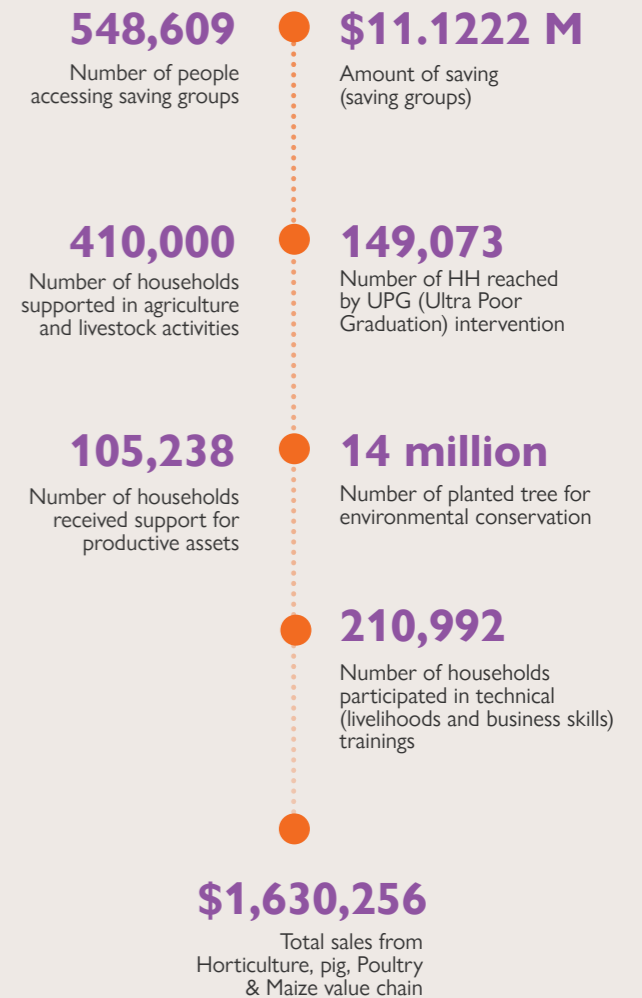 548,609
Number of people
accessing saving groups
$11.1222 M
Amount of saving
(saving groups)
410,000
Number of households
supported in agriculture
and livestock activities
149,073
Number of HH reached
by UPG (Ultra Poor
Graduation) intervention
105,238
Number of households
received support for
productive assets
14 million
Number of planted tree for
environmental conservation
210,992
Number of households
participated in technical
(livelihoods and business skills)
trainings
$1,630,256
Total sales from
Horticulture, pig, Poultry
& Maize value chain